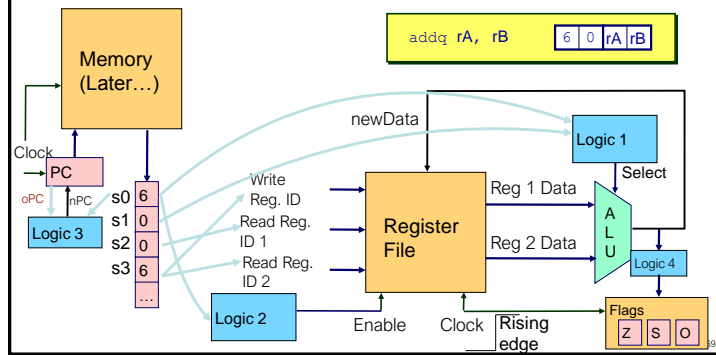 addq rA, rB
6 0 rA rB
Memory
(Later...)
newData
Logic 1
Select
Clock
PC
oPC
nPC
Logic 3
s0 6
s1 0
s2 0
s3 6
...
Write
Reg. ID
Read Reg.
ID 1
Read Reg.
ID 2
Register
File
Reg 1 Data
Reg 2 Data
A
L
U
Logic 4
Logic 2
Enable
Clock
Rising
edge
Flags
Z S O
69